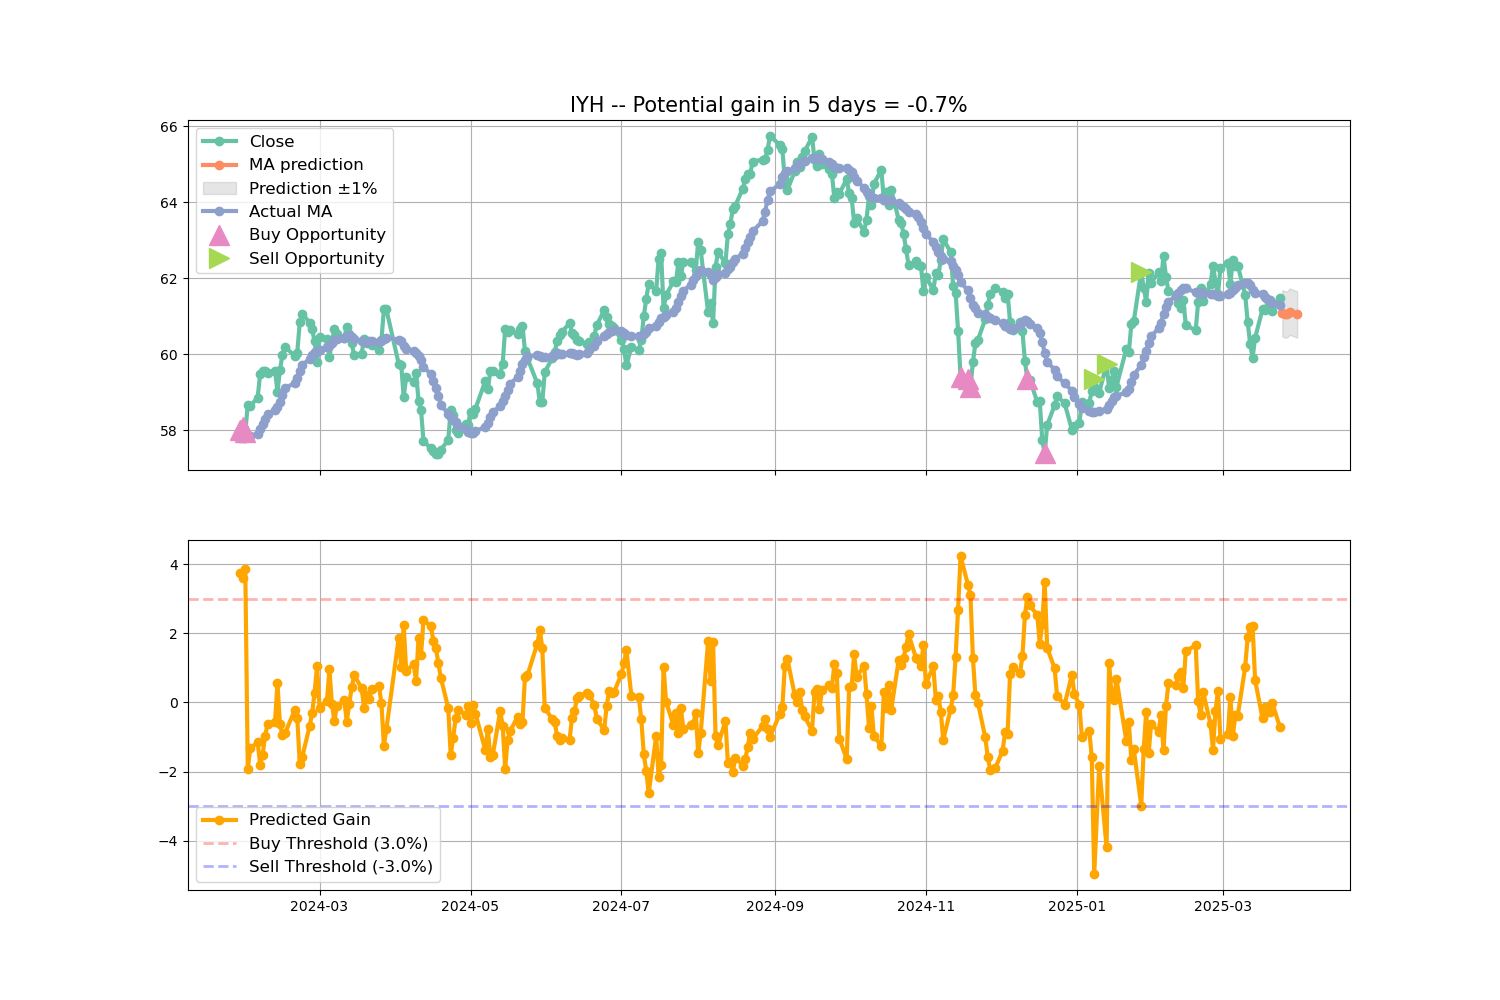 IYH -- Potential gain in 5 days = -0.7%
66
64
62
60
58
Close
MA prediction
Prediction ±1%
Actual MA
Buy Opportunity
Sell Opportunity
4
2
0
−2
−4
Predicted Gain
Buy Threshold (3.0%)
Sell Threshold (-3.0%)
2024-03 2024-05 2024-07 2024-09 2024-11 2025-01 2025-03